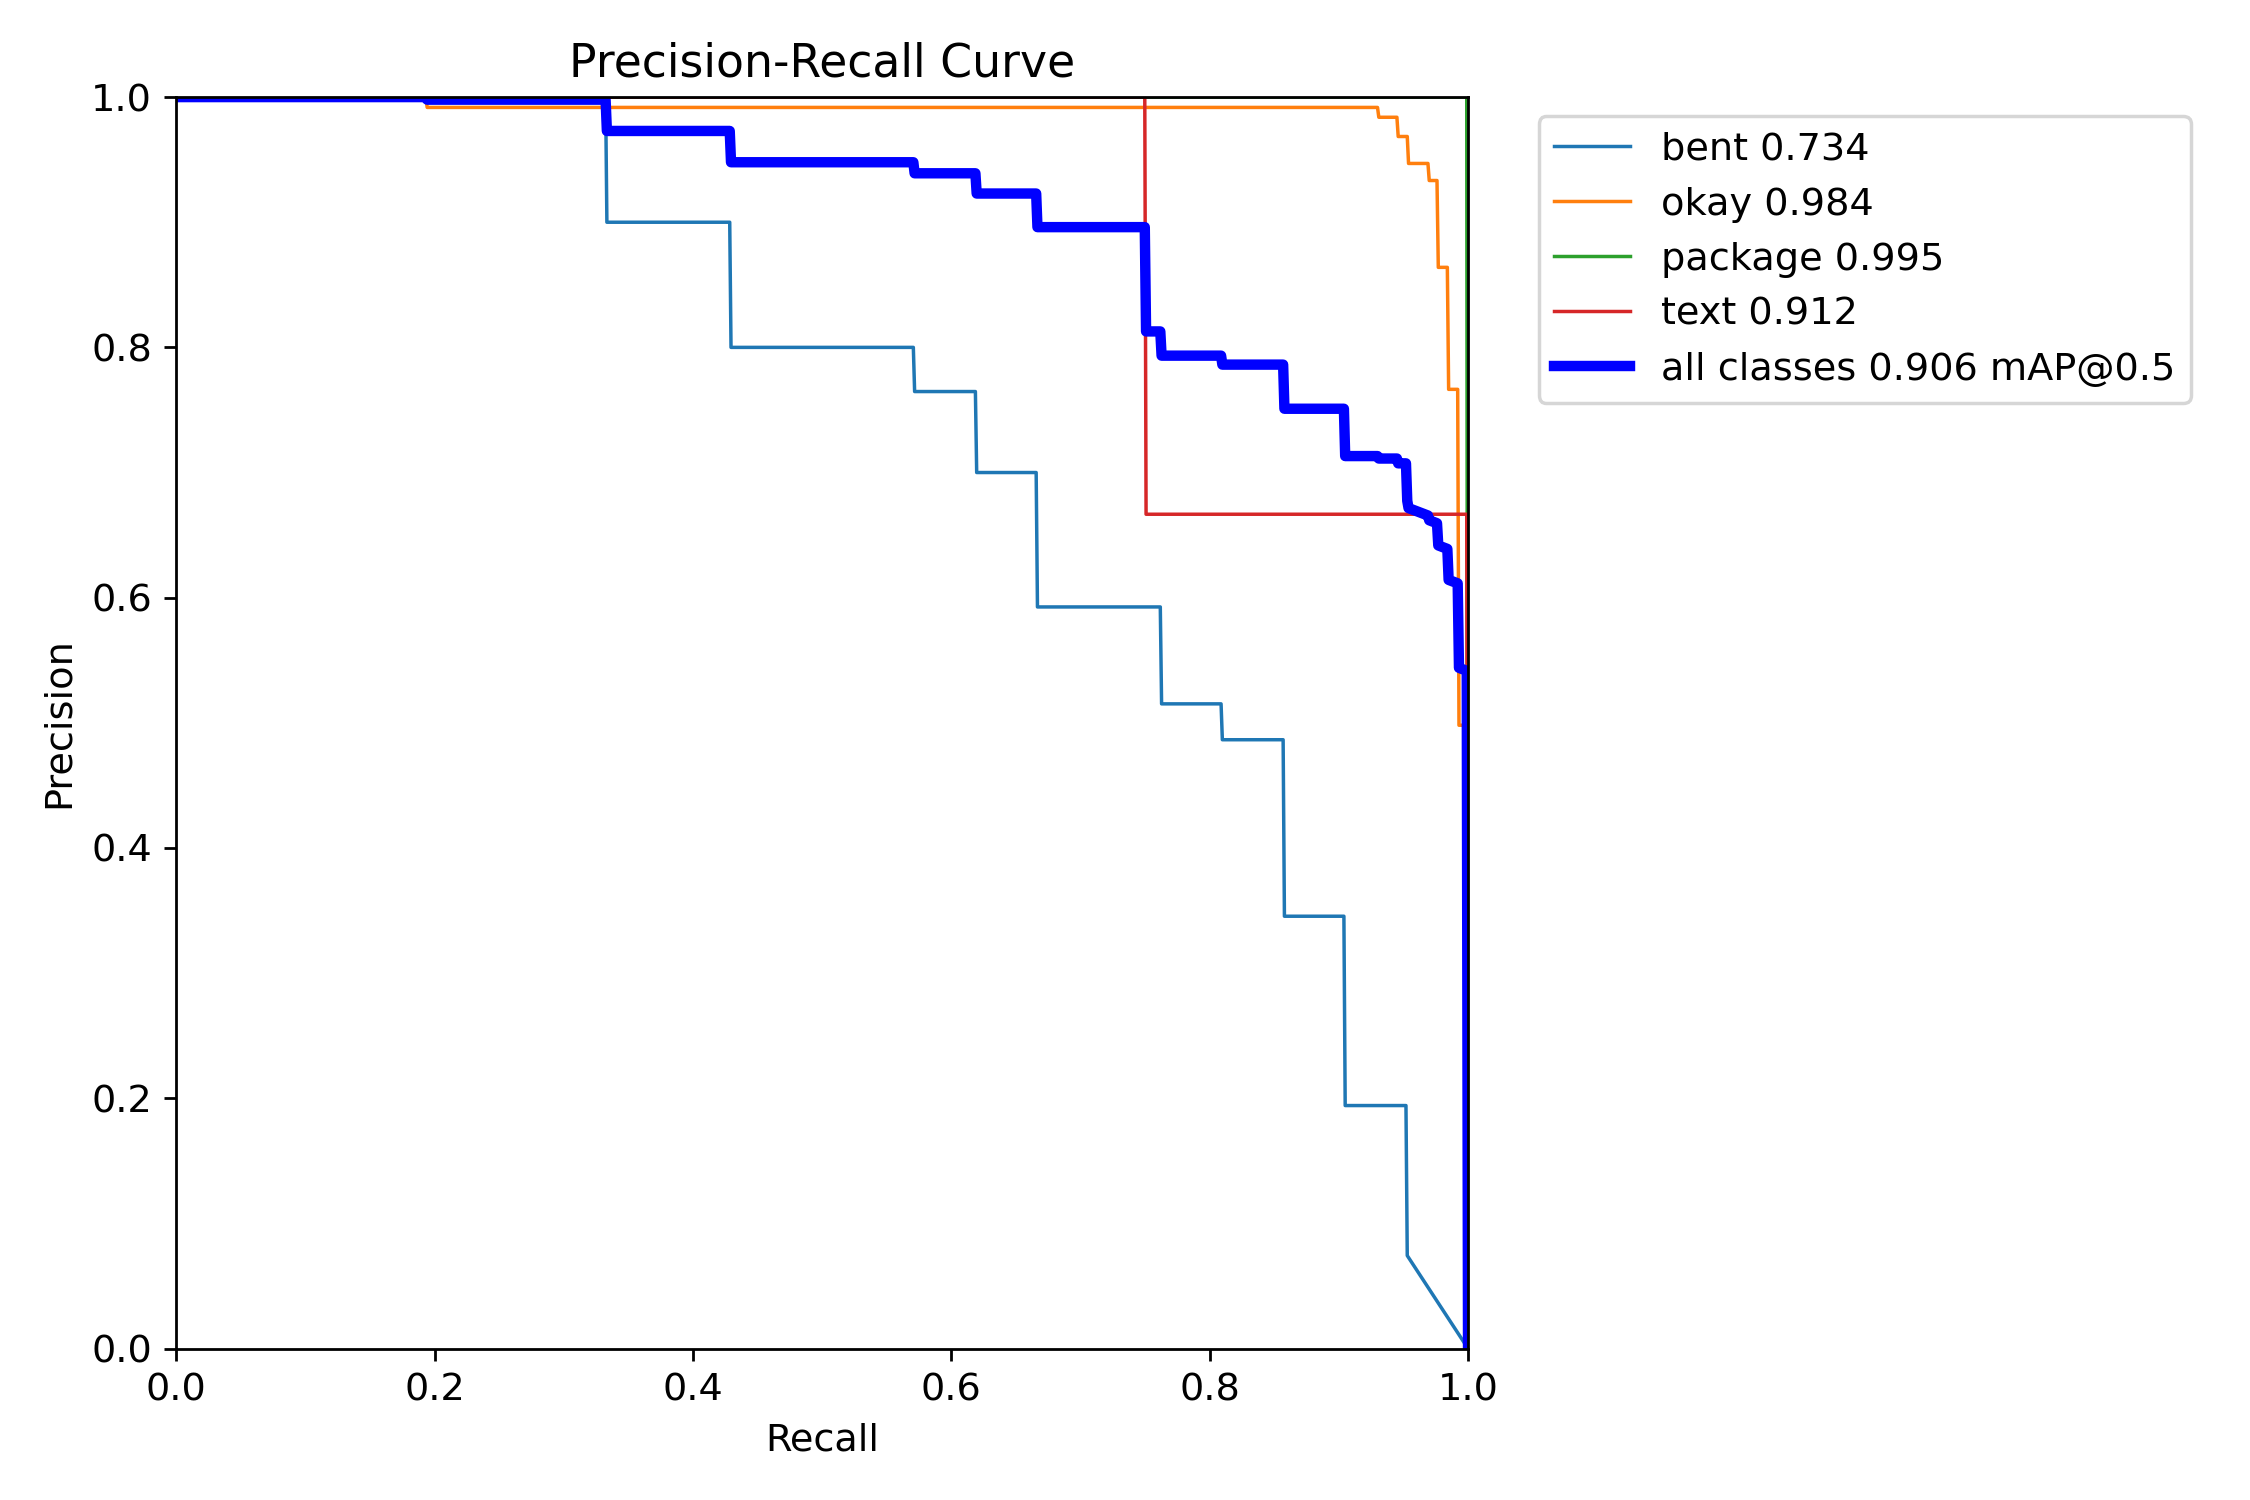 Precision-Recall Curve
1.0
0.8
0.6
0.4
0.2
0.0
Precision
0.0 0.2 0.4 0.6 0.8 1.0
Recall
bent 0.734
okay 0.984
package 0.995
text 0.912
all classes 0.906 mAP@0.5